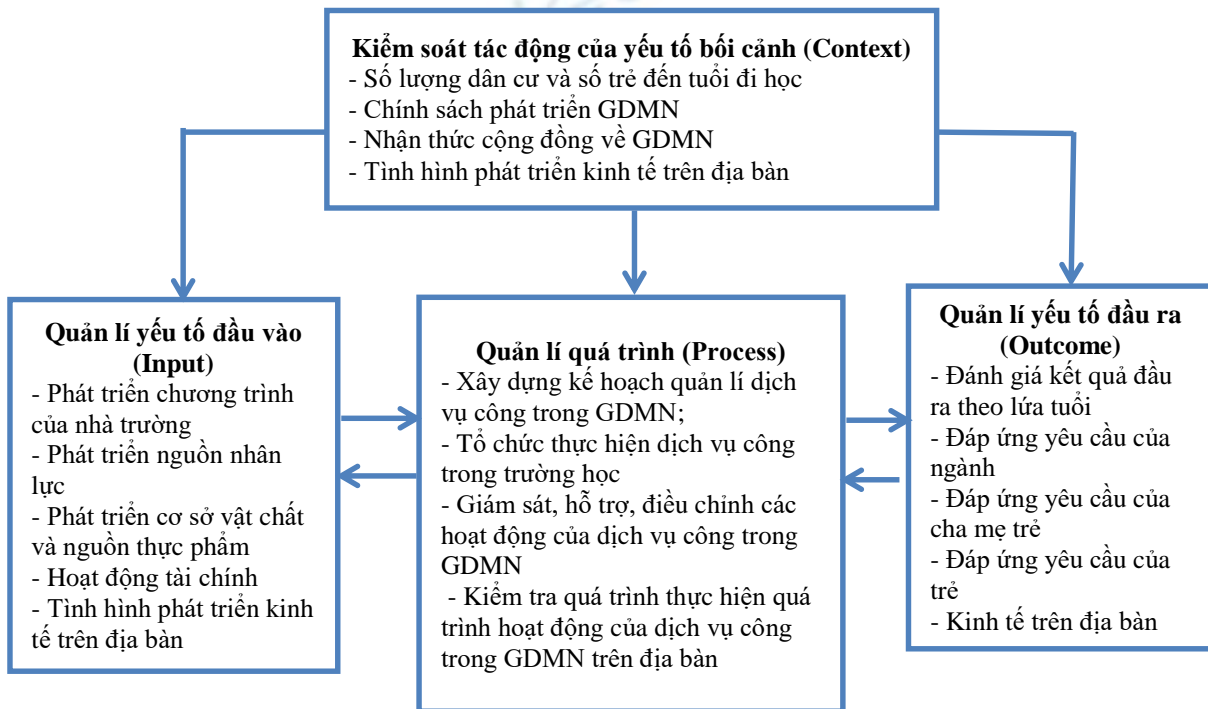 Kiểm soát tác động của yếu tố bối cảnh (Context)
- Số lượng dân cư và số trẻ đến tuổi đi học
- Chính sách phát triển GDMN
- Nhận thức cộng đồng về GDMN
- Tình hình phát triển kinh tế trên địa bàn
Quản lí yếu tố đầu vào
(Input)
- Phát triển chương trình
của nhà trường
- Phát triển nguồn nhân
lực
- Phát triển cơ sở vật chất
và nguồn thực phẩm
- Hoạt động tài chính
- Tình hình phát triển kinh
tế trên địa bàn
Quản lí quá trình (Process)
- Xây dựng kế hoạch quản lí dịch
vụ công trong GDMN;
- Tổ chức thực hiện dịch vụ công
trong trường học
- Giám sát, hỗ trợ, điều chỉnh các
hoạt động của dịch vụ công trong
GDMN
- Kiểm tra quá trình thực hiện quá
trình hoạt động của dịch vụ công
trong GDMN trên địa bàn
Quản lí yếu tố đầu ra
(Outcome)
- Đánh giá kết quả đầu
ra theo lứa tuổi
- Đáp ứng yêu cầu của
ngành
- Đáp ứng yêu cầu của
cha mẹ trẻ
- Đáp ứng yêu cầu của
trẻ
- Kinh tế trên địa bàn